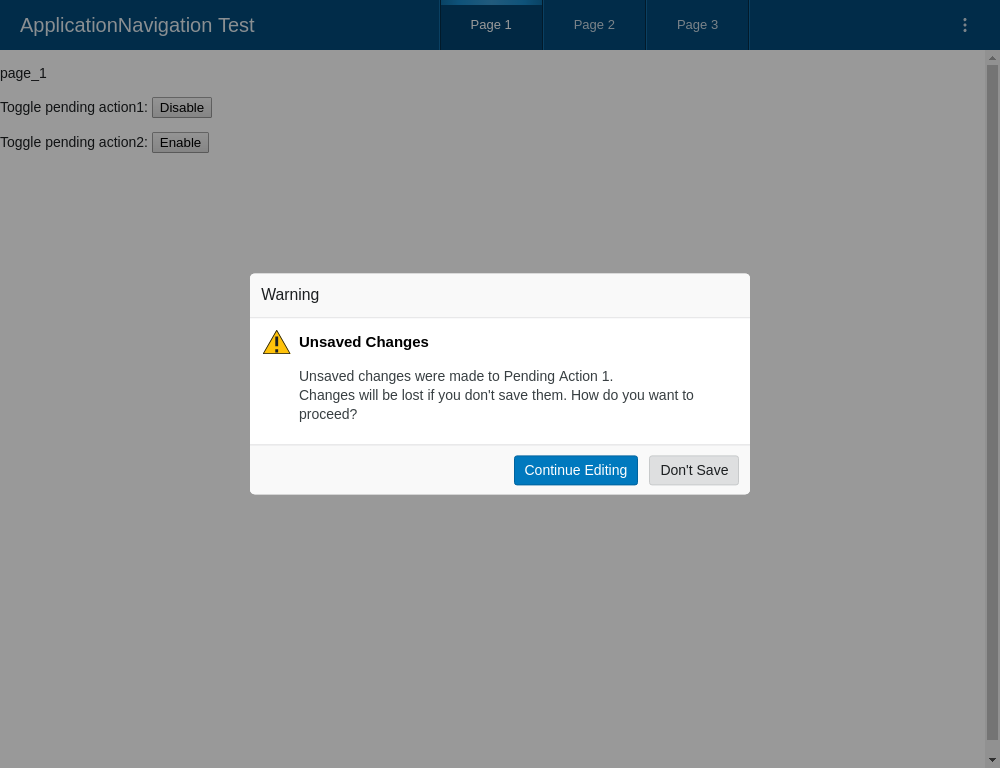 ApplicationNavigation Test
Page 1
Page 2
Page 3
page_1
Toggle pending action1: Disable
Toggle pending action2: Enable
Warning
Unsaved Changes
Unsaved changes were made to Pending Action 1.
Changes will be lost if you don't save them. How do you want to
proceed?
Continue Editing
Don't Save